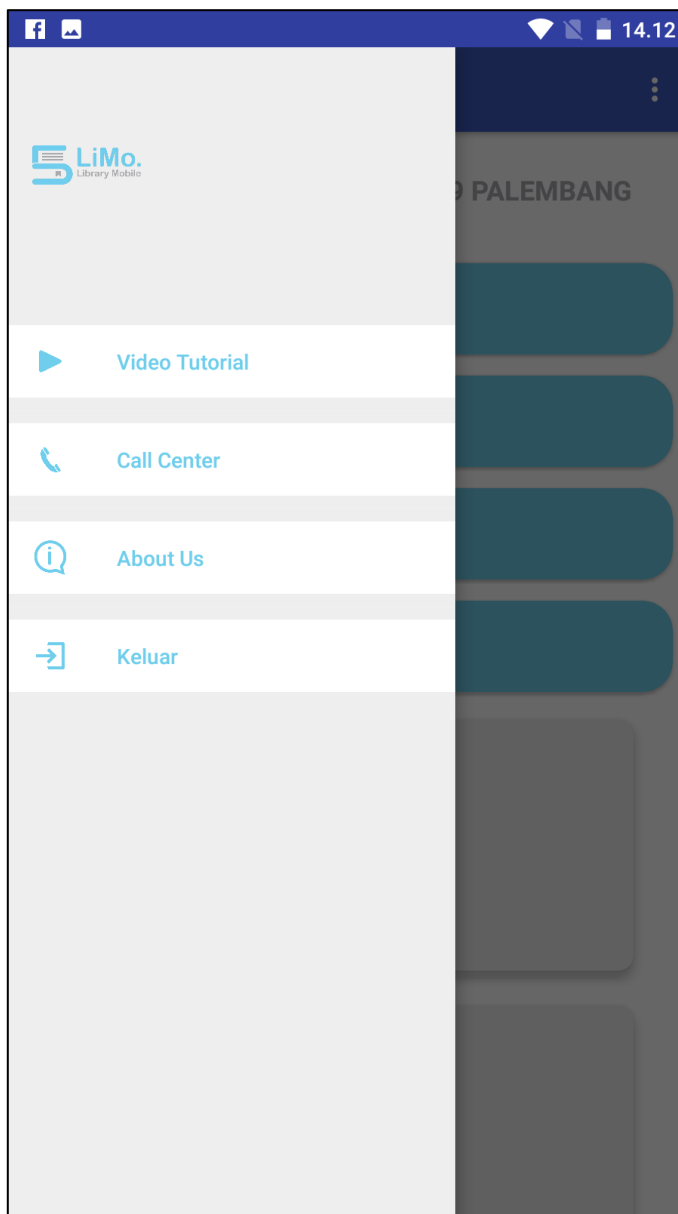 14.12
LiMo.
Library Mobile
9 PALEMBANG
Video Tutorial
Call Center
About Us
Keluar